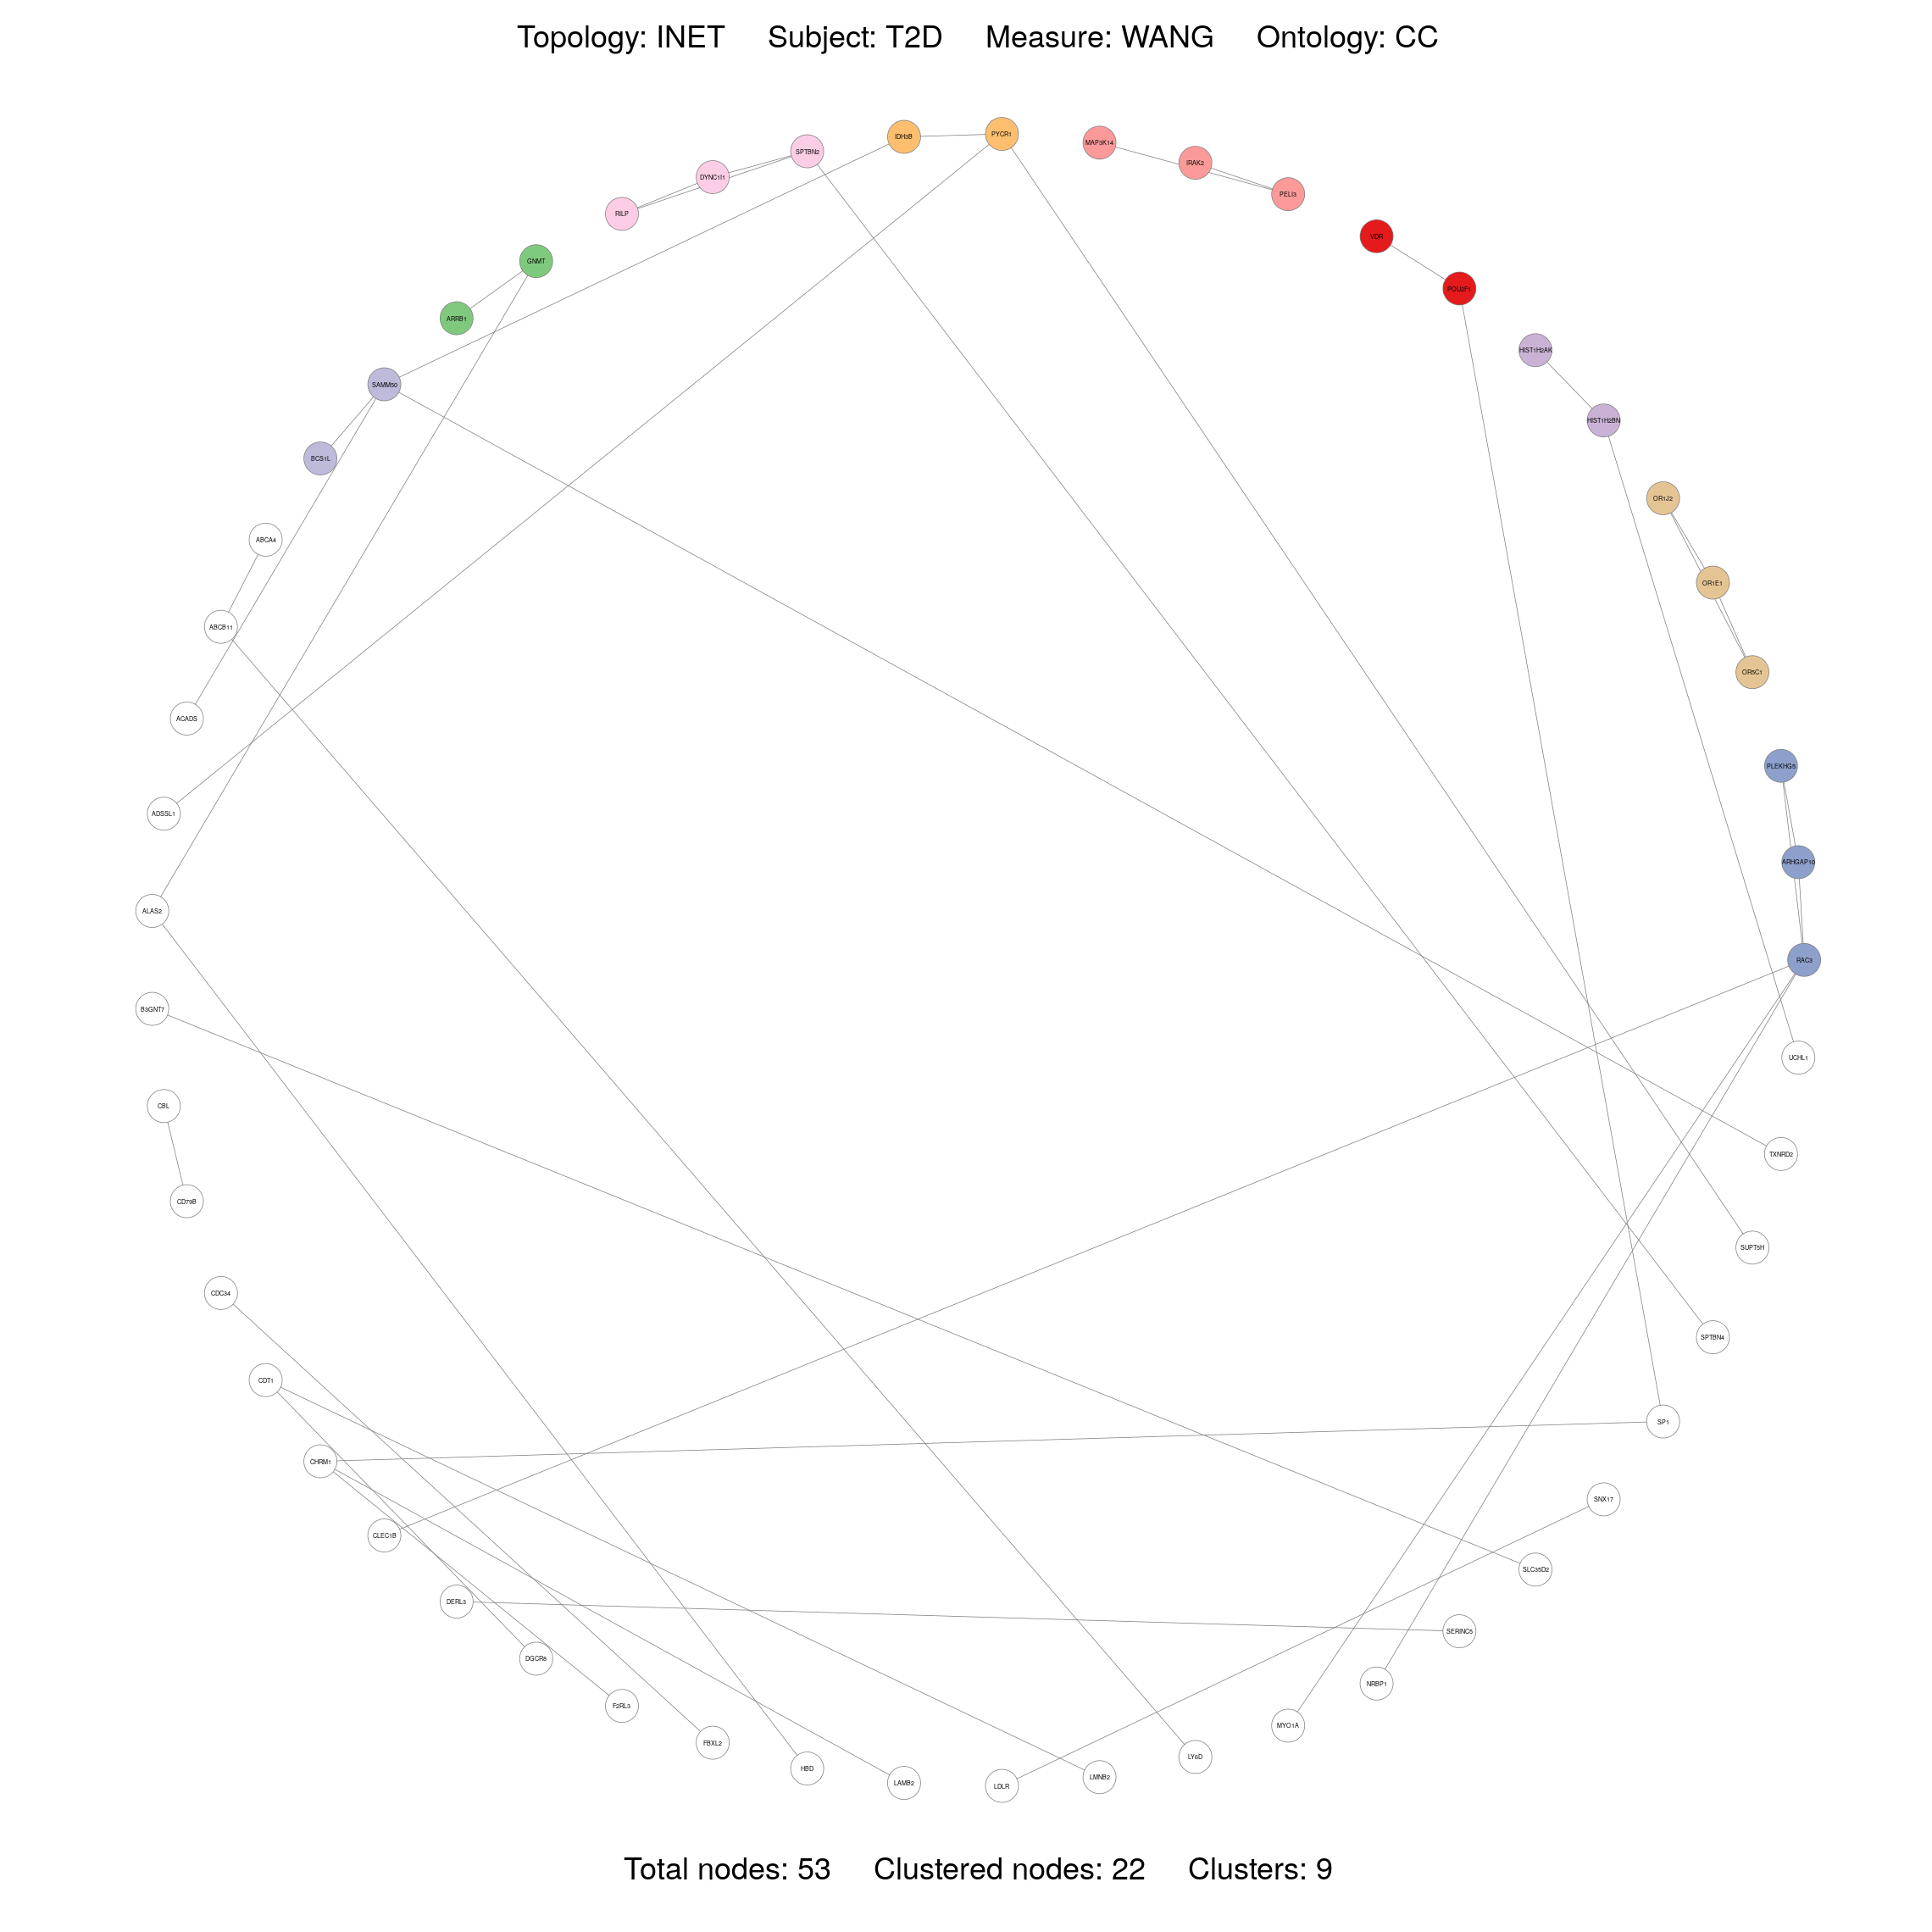 Topology: INET Subject: T2D Measure: WANG Ontology: CC
PYCR1
IDH3B
MAP3K14
SPTBN2
IRAK2
DYNC1I1
PELI3
RILP
VDR
GNMT
POU2F1
ARRB1
HIST1H2AK
SAMM50
HIST1H2BN
BCS1L
OR1J2
ABCA4
OR1E1
ABCB11
OR5C1
ACADS
PLEKHG5
ADSSL1
ARHGAP10
ALAS2
RAC3
B3GNT7
UCHL1
CBL
TXNRD2
CD79B
SUPT5H
CDC34
SPTBN4
CDT1
SP1
CHRM1
SNX17
CLEC1B
SLC35D2
DERL3
SERINC5
DGCR8
NRBP1
F2RL3
MYO1A
FBXL2
LY6D
HBD
LMNB2
LAMB2
LDLR
Total nodes: 53 Clustered nodes: 22 Clusters: 9